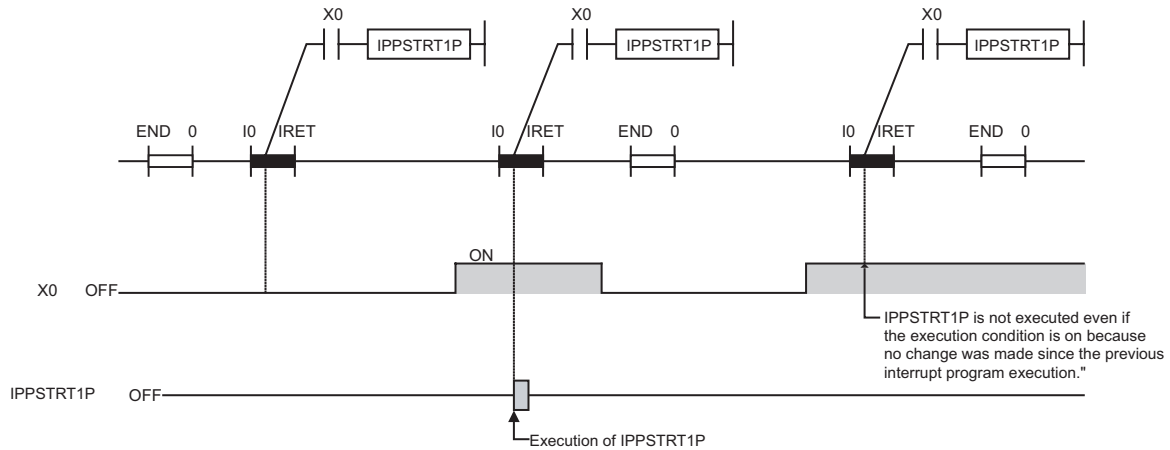 X0
X0
X0
IPPSTRT1P
IPPSTRT1P
IPPSTRT1P
END 0 I0 IRET I0 IRET END 0 I0 IRET END 0
ON
X0 OFF
IPPSTRT1P is not executed even if
the execution condition is on because
no change was made since the previous
interrupt program execution."
IPPSTRT1P OFF
Execution of IPPSTRT1P